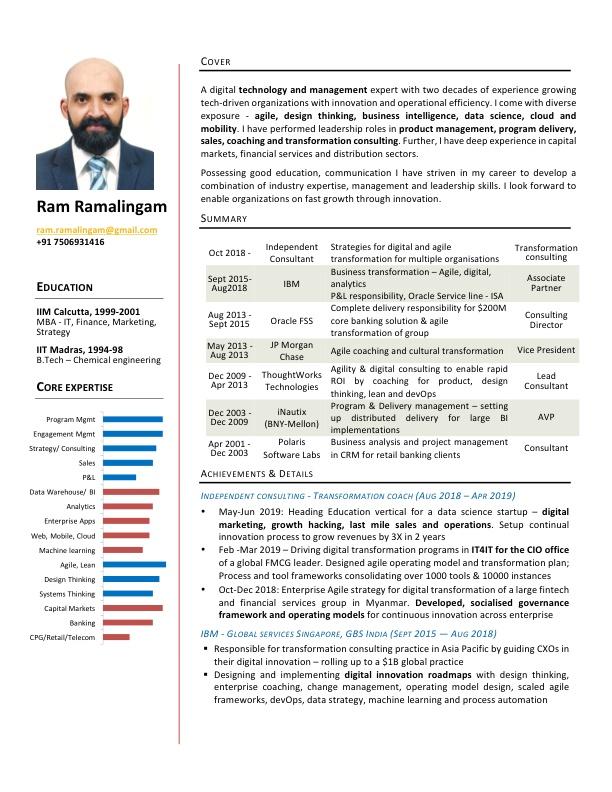 Ram Ramalingam
ram.ramalingam@gmail.com
+91 7506931416
EDUCATION
IIM Calcutta, 1999-2001
MBA - IT, Finance, Marketing,
Strategy
IIT Madras, 1994-98
B.Tech – Chemical engineering
CORE EXPERTISE
Program Mgmt
Engagement Mgmt
Strategy/ Consulting
Sales
P&L
Data Warehouse/ BI
Analytics
Enterprise Apps
Web, Mobile, Cloud
Machine learning
Agile, Lean
Design Thinking
Systems Thinking
Capital Markets
Banking
CPG/Retail/Telecom
COVER
A digital technology and management expert with two decades of experience growing
tech-driven organizations with innovation and operational efficiency. I come with diverse
exposure - agile, design thinking, business intelligence, data science, cloud and
mobility. I have performed leadership roles in product management, program delivery,
sales, coaching and transformation consulting. Further, I have deep experience in capital
markets, financial services and distribution sectors.
Possessing good education, communication I have striven in my career to develop a
combination of industry expertise, management and leadership skills. I look forward to
enable organizations on fast growth through innovation.
SUMMARY
Oct 2018 -
Independent
Consultant
Strategies for digital and agile
transformation for multiple organisations
Transformation
consulting
Sept 2015-
Aug2018
IBM
Business transformation – Agile, digital,
analytics
P&L responsibility, Oracle Service line - ISA
Associate
Partner
Aug 2013 -
Sept 2015
Oracle FSS
Complete delivery responsibility for $200M
core banking solution & agile
transformation of group
Consulting
Director
May 2013 -
Aug 2013
JP Morgan
Chase
Agile coaching and cultural transformation
Vice President
Dec 2009 -
Apr 2013
ThoughtWorks
Technologies
Agility & digital consulting to enable rapid
ROI by coaching for product, design
thinking, lean and devOps
Lead
Consultant
Dec 2003 -
Dec 2009
iNautix
(BNY-Mellon)
Program & Delivery management – setting
up distributed delivery for large BI
implementations
AVP
Apr 2001 -
Dec 2003
Polaris
Software Labs
Business analysis and project management
in CRM for retail banking clients
Consultant
ACHIEVEMENTS & DETAILS
INDEPENDENT CONSULTING - TRANSFORMATION COACH (AUG 2018 – APR 2019)
• May-Jun 2019: Heading Education vertical for a data science startup – digital
marketing, growth hacking, last mile sales and operations. Setup continual
innovation process to grow revenues by 3X in 2 years
• Feb -Mar 2019 – Driving digital transformation programs in IT4IT for the CIO office
of a global FMCG leader. Designed agile operating model and transformation plan;
Process and tool frameworks consolidating over 1000 tools & 10000 instances
• Oct-Dec 2018: Enterprise Agile strategy for digital transformation of a large fintech
and financial services group in Myanmar. Developed, socialised governance
framework and operating models for continuous innovation across enterprise
IBM - GLOBAL SERVICES SINGAPORE, GBS INDIA (SEPT 2015 — AUG 2018)
▪ Responsible for transformation consulting practice in Asia Pacific by guiding CXOs in
their digital innovation – rolling up to a $1B global practice
▪ Designing and implementing digital innovation roadmaps with design thinking,
enterprise coaching, change management, operating model design, scaled agile
frameworks, devOps, data strategy, machine learning and process automation